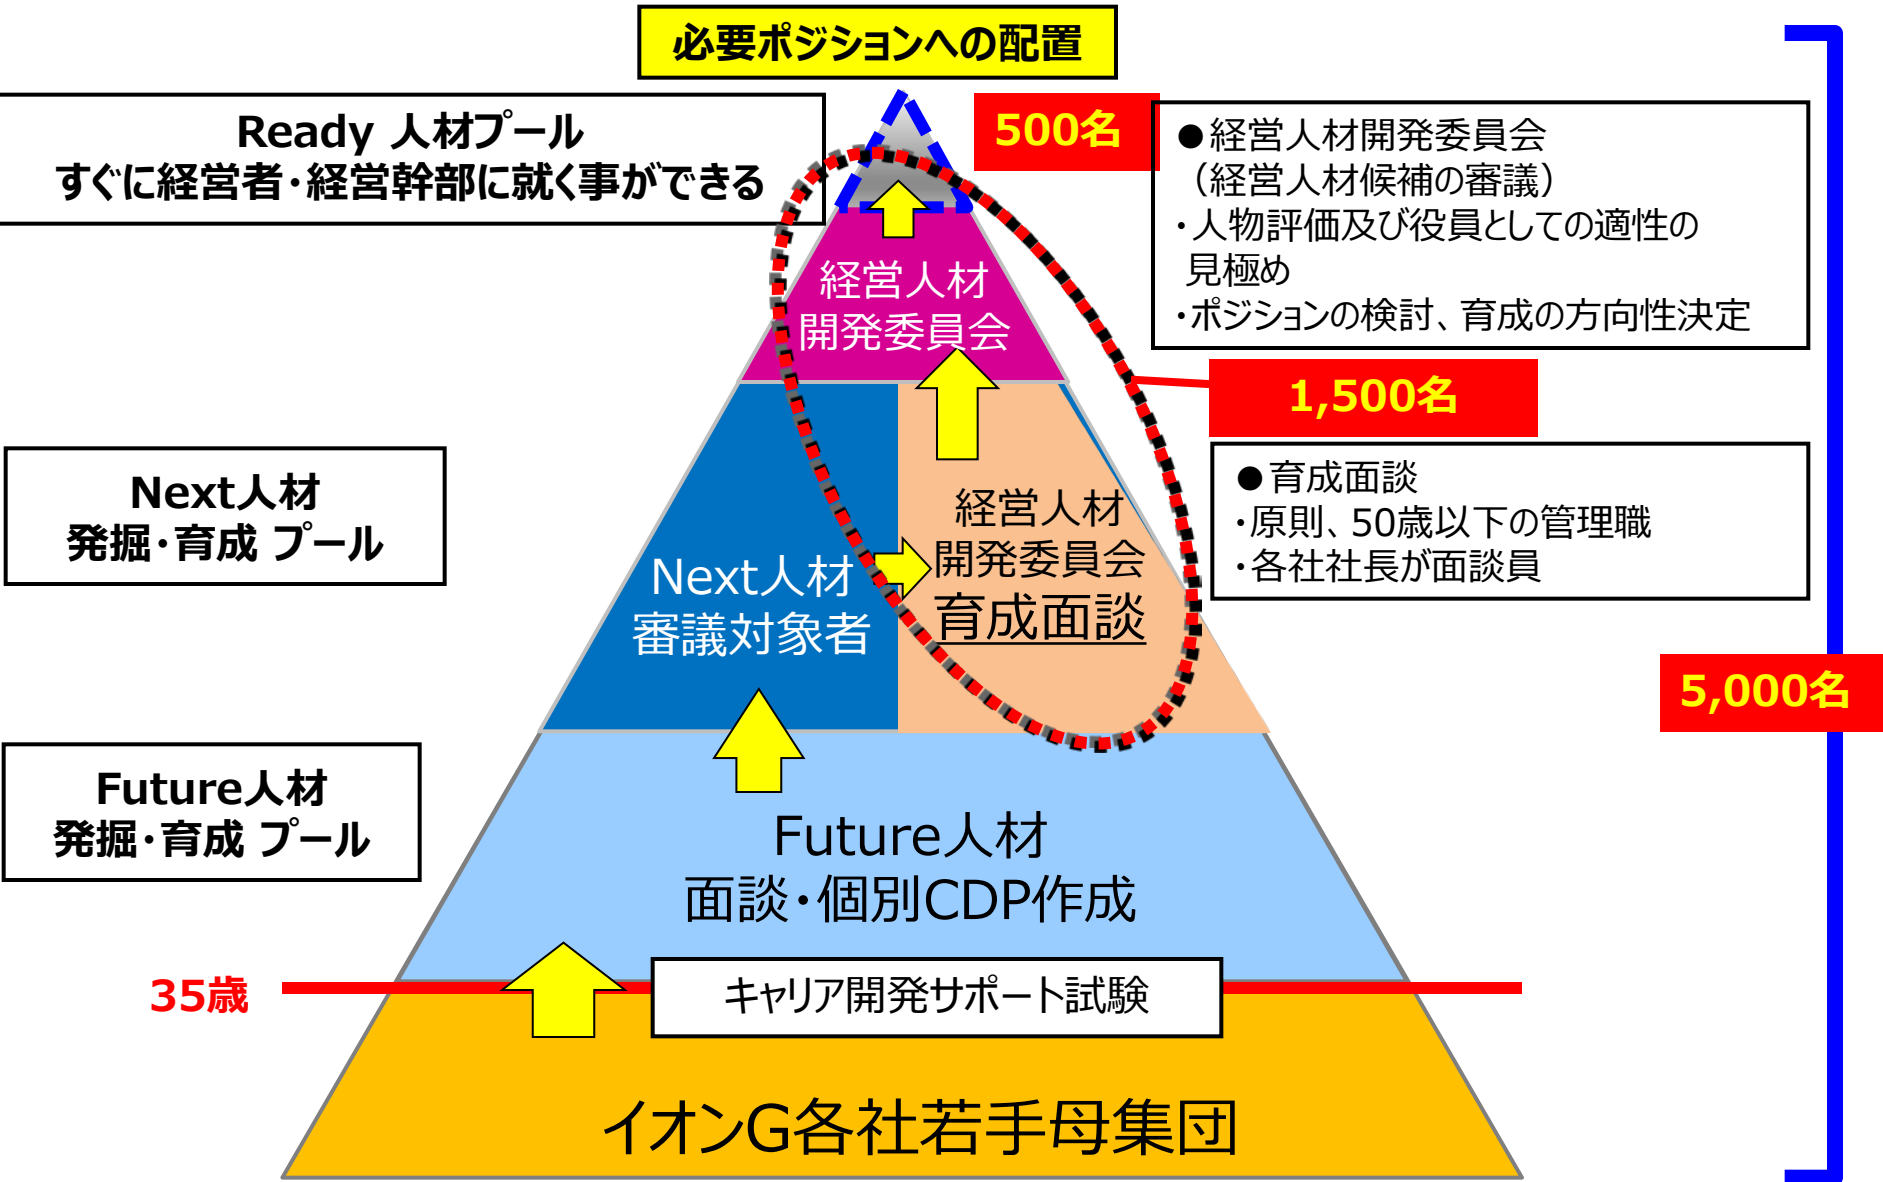 必要ポジションへの配置
Ready 人材プール
すぐに経営者・経営幹部に就く事ができる
500名
●経営人材開発委員会
（経営人材候補の審議）
・人物評価及び役員としての適性の
見極め
・ポジションの検討、育成の方向性決定
経営人材
開発委員会
1,500名
●育成面談
・原則、50歳以下の管理職
・各社社長が面談員
Next人材
発掘・育成 プール
Next人材
審議対象者
経営人材
開発委員会
育成面談
5,000名
Future人材
発掘・育成 プール
Future人材
面談・個別CDP作成
35歳
キャリア開発サポート試験
イオンG各社若手母集団